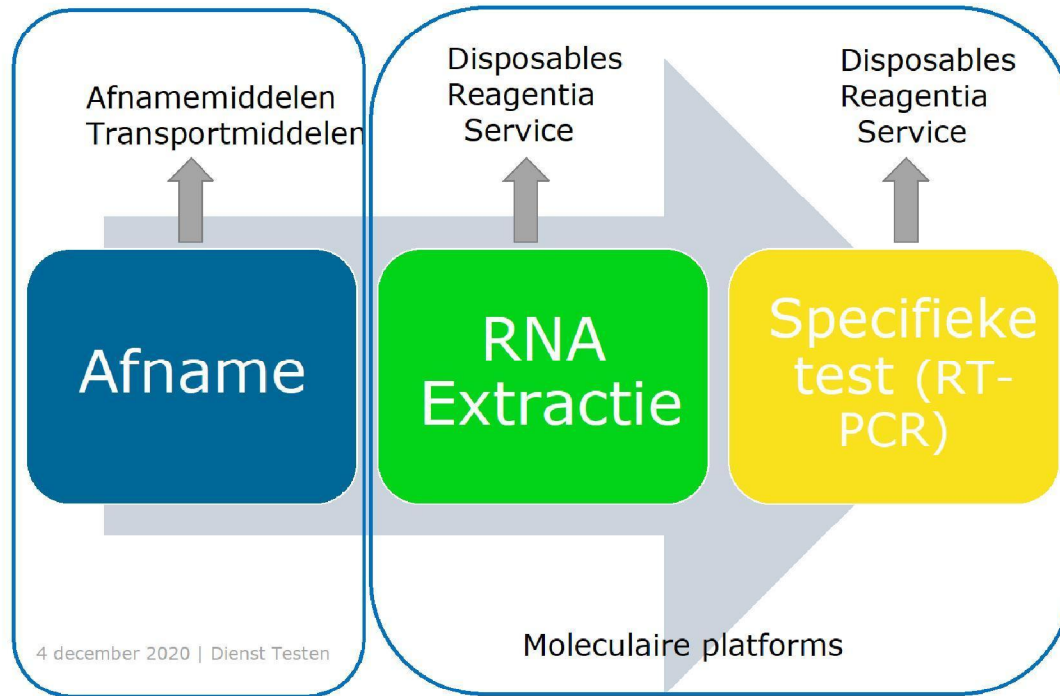 Afnamemiddelen
Transportmiddelen
Disposables
Reagentia
Service
Disposables
Reagentia
Service
Afname
RNA
Extractie
Specifieke
test (RT-
PCR)
Moleculaire platforms
4 december 2020 | Dienst Testen